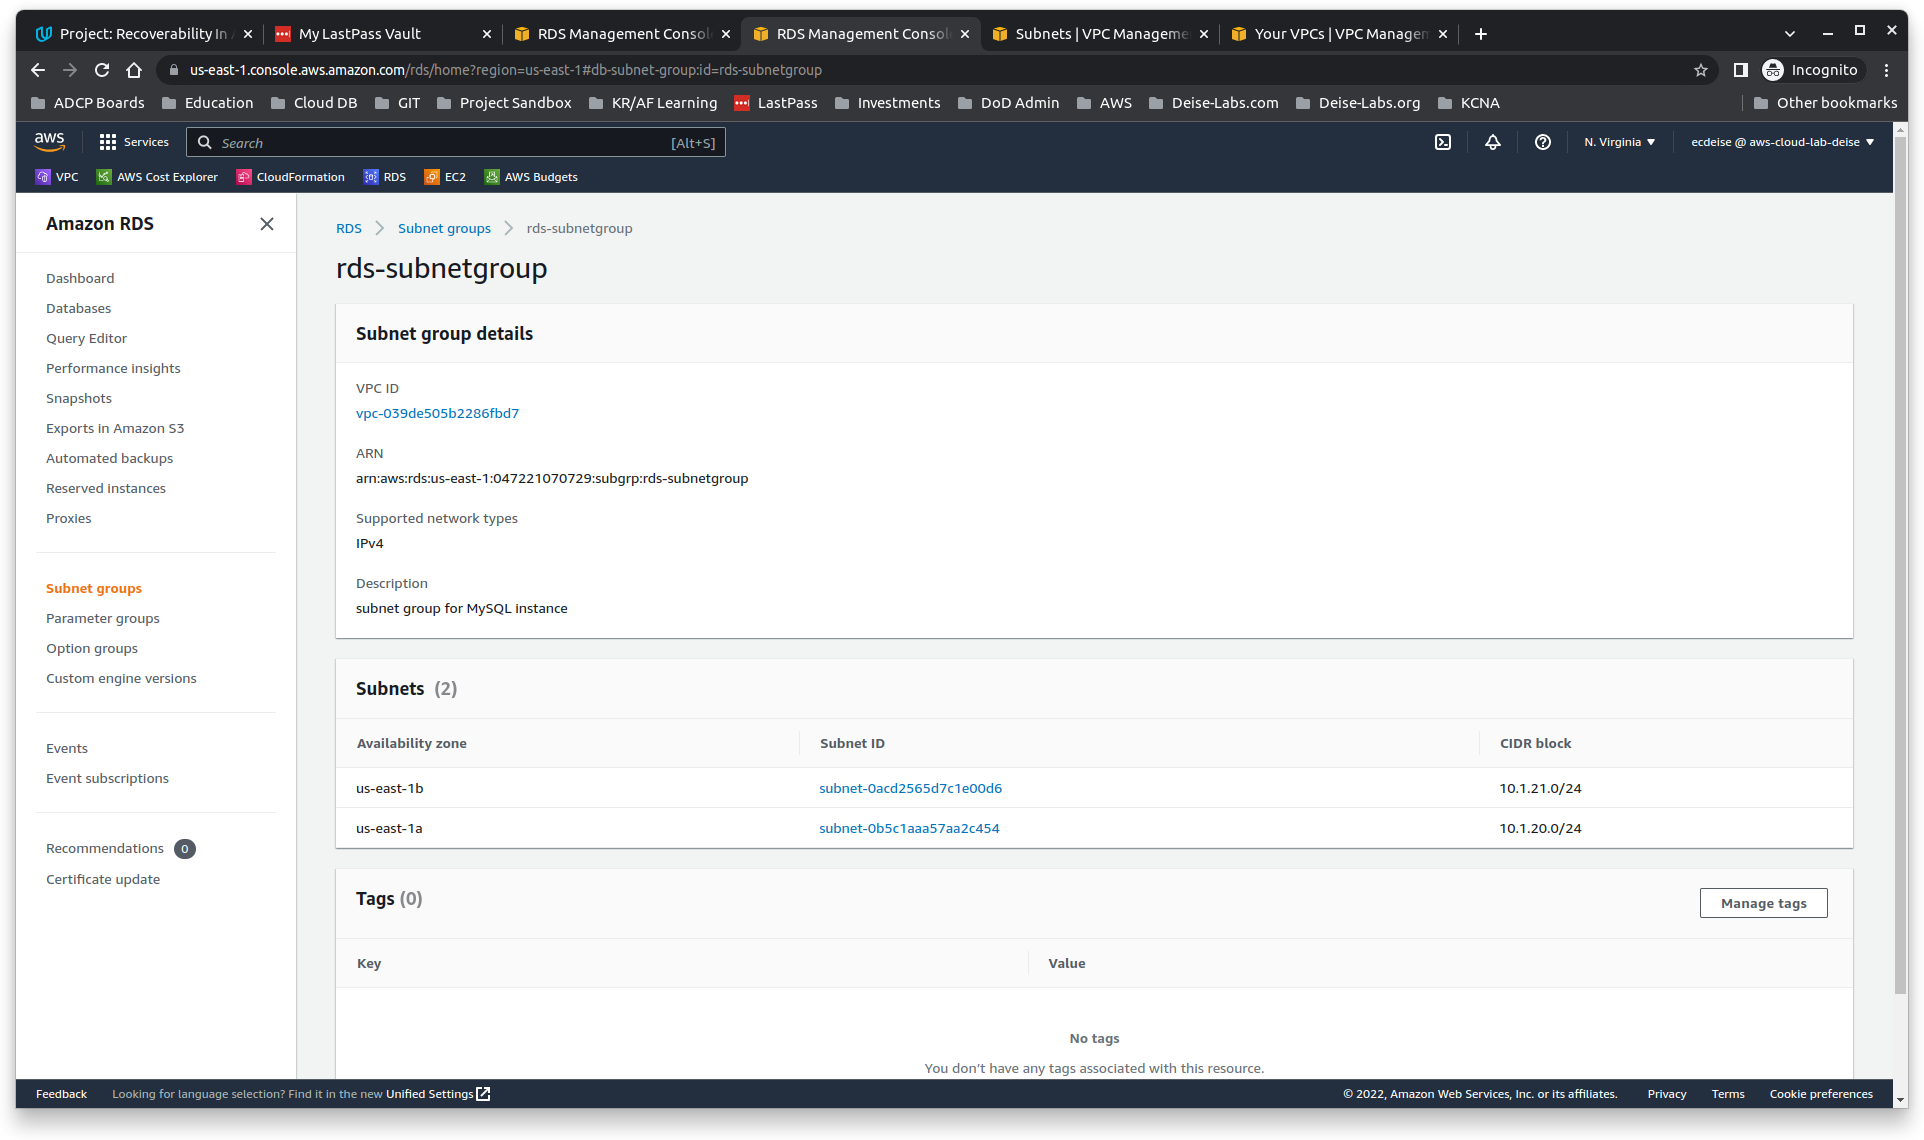 Project: Recoverability In A
My LastPass Vault
RDS Management Consol
RDS Management Consol
Subnets | VPC Manageme
Your VPCs | VPC Manager
us-east-1.console.aws.amazon.com/rds/home?region=us-east-1#db-subnet-group:id=rds-subnetgroup
Incognito
ADCP Boards Education Cloud DB GIT Project Sandbox KR/AF Learning LastPass Investments DoD Admin AWS Deise-Labs.com Deise-Labs.org KCNA Other bookmarks
aws Services Search [Alt+S] N. Virginia ecdeise @ aws-cloud-lab-deise
VPC AWS Cost Explorer CloudFormation RDS EC2 AWS Budgets
Amazon RDS
Dashboard
Databases
Query Editor
Performance insights
Snapshots
Exports in Amazon S3
Automated backups
Reserved instances
Proxies
Subnet groups
Parameter groups
Option groups
Custom engine versions
Events
Event subscriptions
Recommendations 0
Certificate update
RDS Subnet groups rds-subnetgroup
rds-subnetgroup
Subnet group details
VPC ID
vpc-039de505b2286fbd7
ARN
arn:aws:rds:us-east-1:047221070729:subgrp:rds-subnetgroup
Supported network types
IPv4
Description
subnet group for MySQL instance
Subnets (2)
Availability zone Subnet ID CIDR block
us-east-1b subnet-0acd2565d7c1e00d6 10.1.21.0/24
us-east-1a subnet-0b5c1aaa57aa2c454 10.1.20.0/24
Tags (0)
Manage tags
Key Value
No tags
You don't have any tags associated with this resource.
Feedback Looking for language selection? Find it in the new Unified Settings © 2022, Amazon Web Services, Inc. or its affiliates. Privacy Terms Cookie preferences